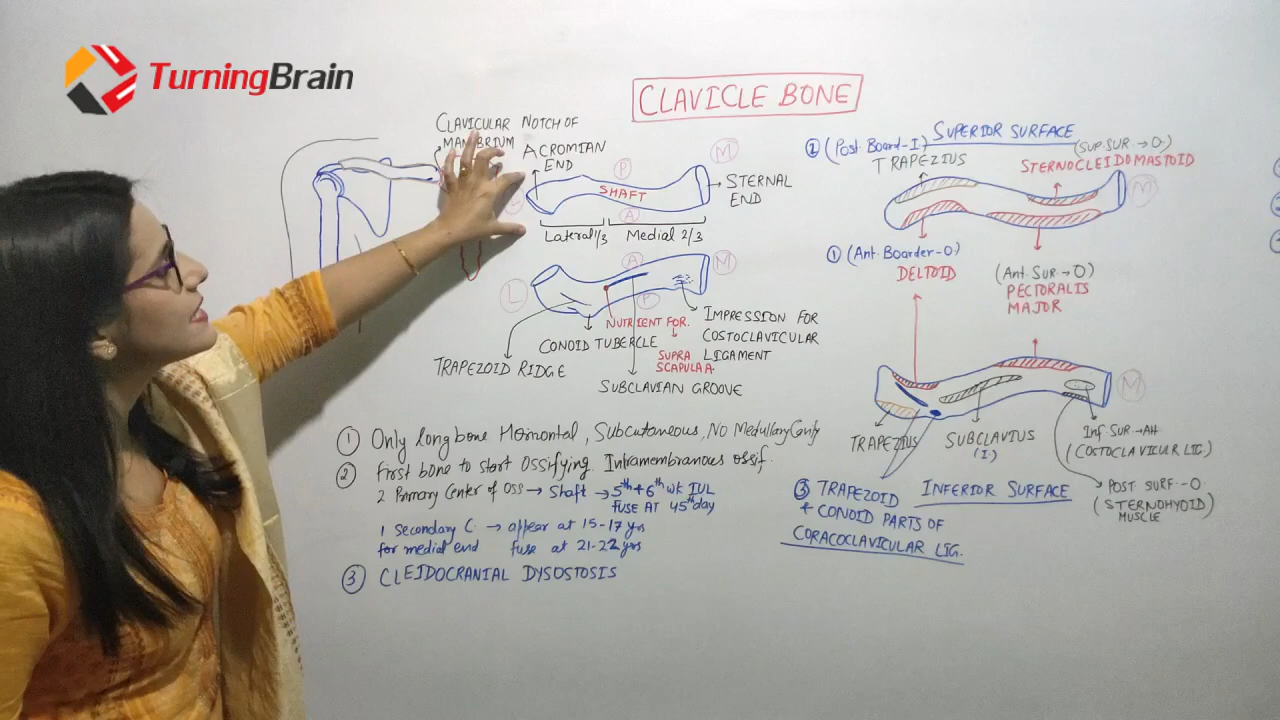 TurningBrain
CLAVICLE BONE
CLAVICULAR NOTCH OF
MANUBRIUM
ACROMIAN
END
P
M
SHAFT
A
STERNAL
END
Lateral 1/3
Medial 2/3
A
M
L
P
NUTRIENT FOR.
SUPRA
SCAPULA A.
IMPRESSION FOR
COSTOCLAVICULAR
LIGAMENT
CONOID TUBERCLE
TRAPEZOID RIDGE
SUBCLAVIAN GROOVE
① Only long bone Horizontal, Subcutaneous, No Medullary Cavity
② First bone to start Ossifying. Intramembranous ossif.
2 Primary Center of Oss → Shaft → 5th + 6th wk IUL
FUSE AT 45th day
1 Secondary C. → appear at 15-17 yrs
for medial end fuse at 21-22 yrs
③ CLEIDOCRANIAL DYSOSTOSIS
SUPERIOR SURFACE
② (Post. Board-I)
TRAPEZIUS
(SUP. SUR. → O.)
STERNOCLEIDOMASTOID
M
① (Ant. Boarder-O.)
DELTOID
(Ant. SUR → O)
PECTORALIS
MAJOR
M
TRAPEZIUS
SUBCLAVIUS
(I.)
Inf. SUR → AH
(COSTOCLAVICULR LIG.)
POST SURF. - O.
(STERNOHYOID)
MUSCLE
INFERIOR SURFACE
③ TRAPEZOID
+ CONOID PARTS OF
CORACOCLAVICULAR LIG.